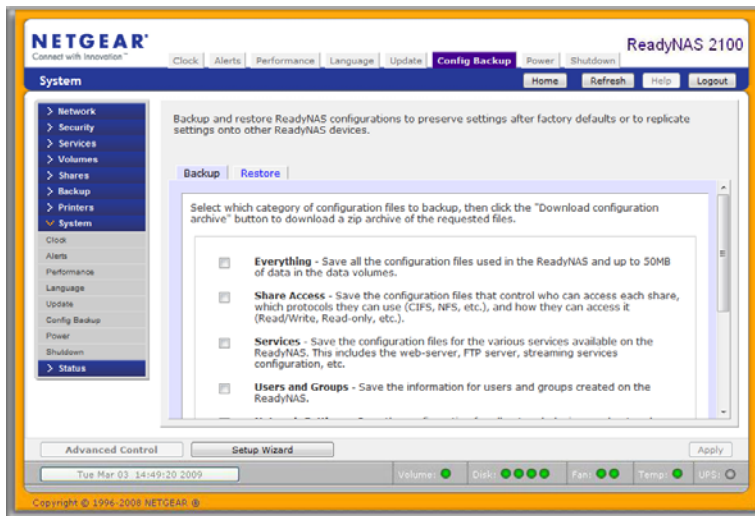 NETGEAR®
Connect with Innovation™
ReadyNAS 2100
Clock Alerts Performance Language Update Config Backup Power Shutdown
System
Home Refresh Help Logout
> Network
> Security
> Services
> Volumes
> Shares
> Backup
> Printers
System
Clock
Alerts
Performance
Language
Update
Config Backup
Power
Shutdown
> Status
Backup and restore ReadyNAS configurations to preserve settings after factory defaults or to replicate
settings onto other ReadyNAS devices.
Backup Restore
Select which category of configuration files to backup, then click the "Download configuration
archive" button to download a zip archive of the requested files.
Everything - Save all the configuration files used in the ReadyNAS and up to 50MB
of data in the data volumes.
Share Access - Save the configuration files that control who can access each share,
which protocols they can use (CIFS, NFS, etc.), and how they can access it
(Read/Write, Read-only, etc.).
Services - Save the configuration files for the various services available on the
ReadyNAS. This includes the web-server, FTP server, streaming services
configuration, etc.
Users and Groups - Save the information for users and groups created on the
ReadyNAS.
Advanced Control Setup Wizard Apply
Tue Mar 03 14:49:20 2009 Volume: Disk: Fan: Temp: UPS:
Copyright © 1996-2008 NETGEAR ®